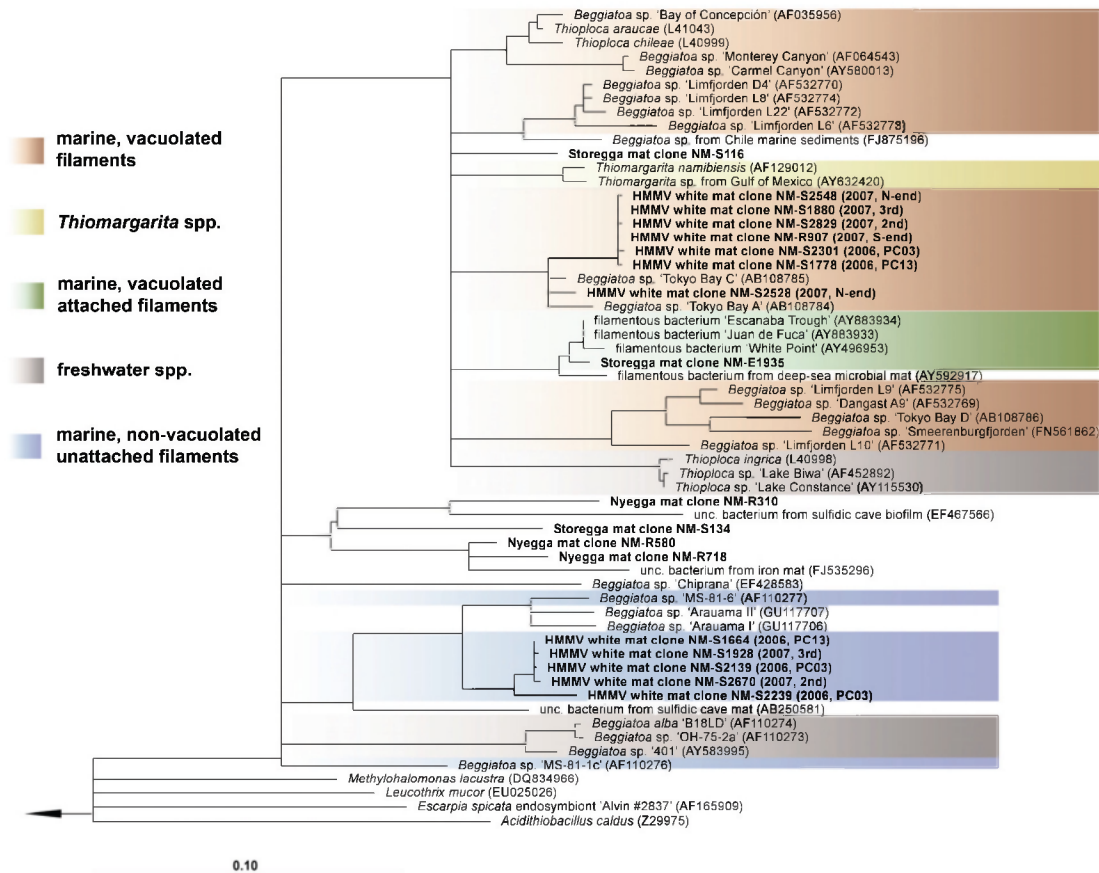 marine, vacuolated
filaments
Thiomargarita spp.
marine, vacuolated
attached filaments
freshwater spp.
marine, non-vacuolated
unattached filaments
Beggiatoa sp. 'Bay of Concepción' (AF035956)
Thioploca araucae (L41043)
Thioploca chileae (L40999)
Beggiatoa sp. 'Monterey Canyon' (AF064543)
Beggiatoa sp. 'Carmel Canyon' (AY580013)
Beggiatoa sp. 'Limfjorden D4' (AF532770)
Beggiatoa sp. 'Limfjorden L8' (AF532774)
Beggiatoa sp. 'Limfjorden L22' (AF532772)
Beggiatoa sp. 'Limfjorden L6' (AF532773)
Beggiatoa sp. from Chile marine sediments (FJ875196)
Storegga mat clone NM-S116
Thiomargarita namibiensis (AF129012)
Thiomargarita sp. from Gulf of Mexico (AY632420)
HMMV white mat clone NM-S2548 (2007, N-end)
HMMV white mat clone NM-S1880 (2007, 3rd)
HMMV white mat clone NM-S2829 (2007, 2nd)
HMMV white mat clone NM-R907 (2007, S-end)
HMMV white mat clone NM-S2301 (2006, PC03)
HMMV white mat clone NM-S1778 (2006, PC13)
Beggiatoa sp. 'Tokyo Bay C' (AB108785)
HMMV white mat clone NM-S2528 (2007, N-end)
Beggiatoa sp. 'Tokyo Bay A' (AB108784)
filamentous bacterium 'Escanaba Trough' (AY883934)
filamentous bacterium 'Juan de Fuca' (AY883933)
filamentous bacterium 'White Point' (AY496953)
Storegga mat clone NM-E1935
filamentous bacterium from deep-sea microbial mat (AY592917)
Beggiatoa sp. 'Limfjorden L9' (AF532775)
Beggiatoa sp. 'Dangast A9' (AF532769)
Beggiatoa sp. 'Tokyo Bay D' (AB108786)
Beggiatoa sp. 'Smeerenburgfjorden' (FN561862)
Beggiatoa sp. 'Limfjorden L10' (AF532771)
Thioploca ingrica (L40998)
Thioploca sp. 'Lake Biwa' (AF452892)
Thioploca sp. 'Lake Constance' (AY115530)
Nyegga mat clone NM-R310
unc. bacterium from sulfidic cave biofilm (EF467566)
Storegga mat clone NM-S134
Nyegga mat clone NM-R580
Nyegga mat clone NM-R718
unc. bacterium from iron mat (FJ535296)
Beggiatoa sp. 'Chiprana' (EF428583)
Beggiatoa sp. 'MS-81-6' (AF110277)
Beggiatoa sp. 'Arauama II' (GU117707)
Beggiatoa sp. 'Arauama I' (GU117706)
HMMV white mat clone NM-S1664 (2006, PC13)
HMMV white mat clone NM-S1928 (2007, 3rd)
HMMV white mat clone NM-S2139 (2006, PC03)
HMMV white mat clone NM-S2670 (2007, 2nd)
HMMV white mat clone NM-S2239 (2006, PC03)
unc. bacterium from sulfidic cave mat (AB250581)
Beggiatoa alba 'B18LD' (AF110274)
Beggiatoa sp. 'OH-75-2a' (AF110273)
Beggiatoa sp. '401' (AY583995)
Beggiatoa sp. 'MS-81-1c' (AF110276)
Methylohalomonas lacustra (DQ834966)
Leucothrix mucor (EU025026)
Escarpia spicata endosymbiont 'Alvin #2837' (AF165909)
Acidithiobacillus caldus (Z29975)
0.10